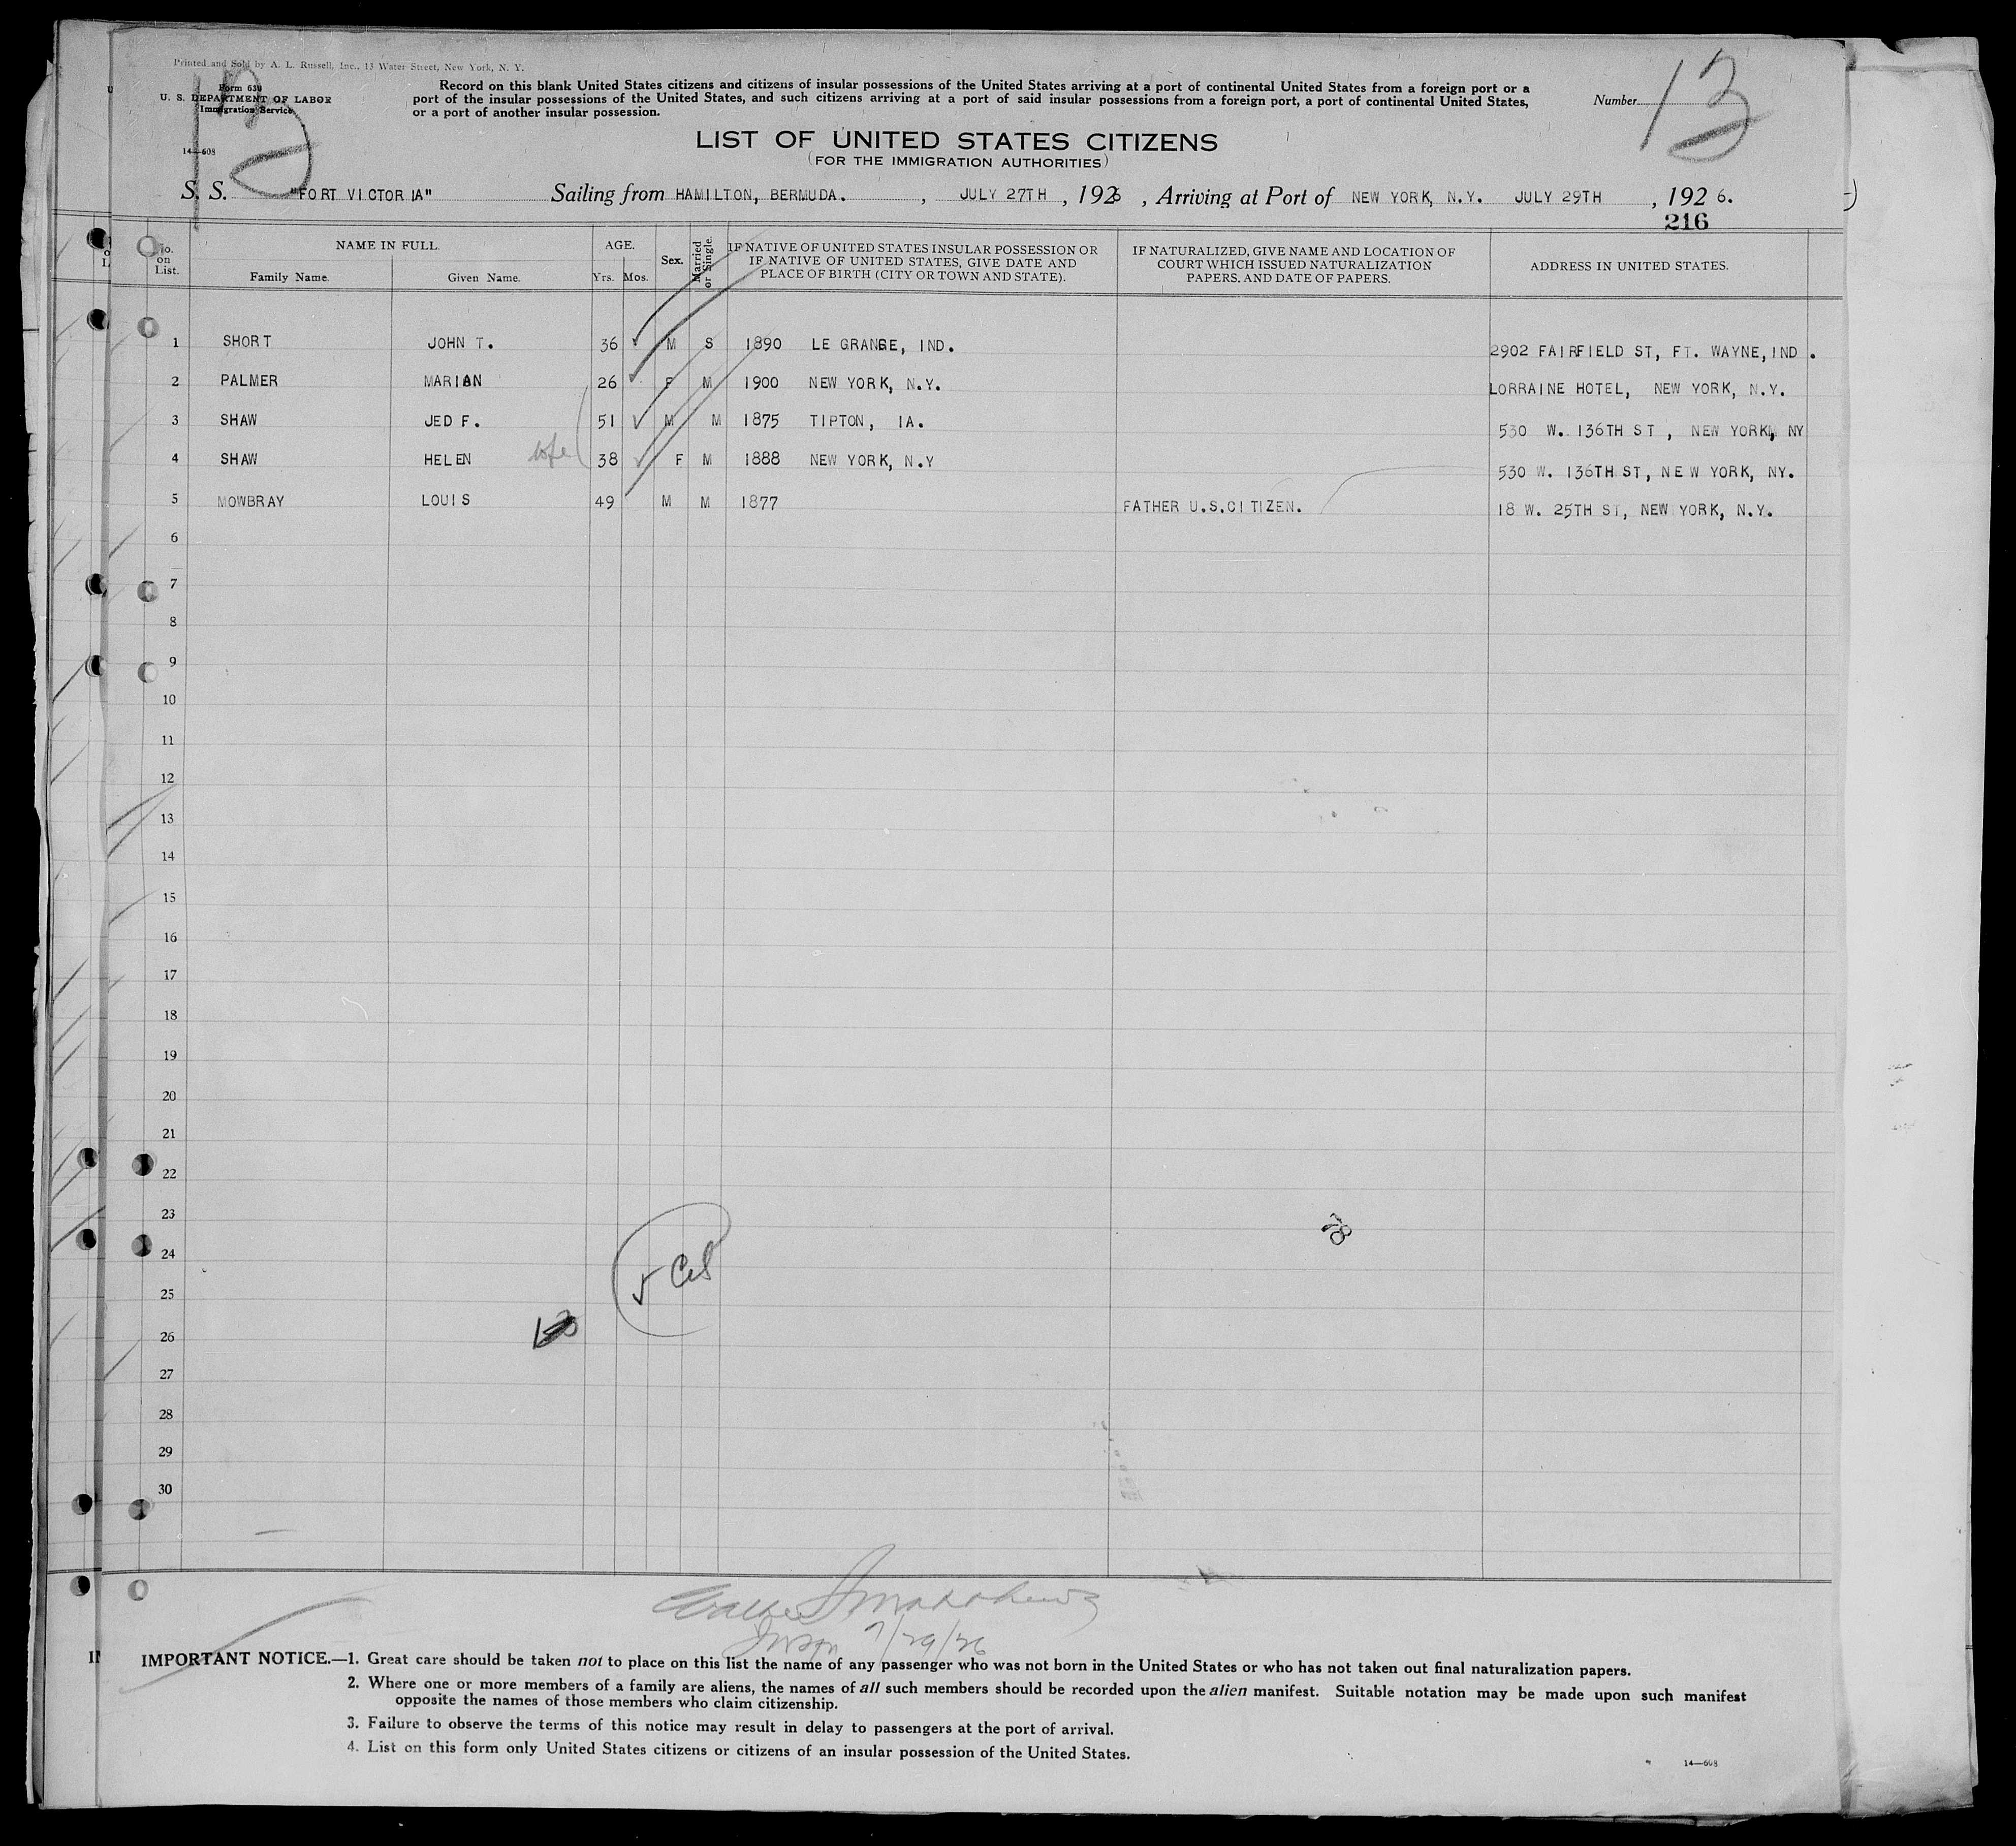 Printed and Sold by A. L. Russell, Inc., 13 Water Street, New York, N. Y.
Form 630
U. S. DEPARTMENT OF LABOR
Immigration Service
14—608
13
Record on this blank United States citizens and citizens of insular possessions of the United States arriving at a port of continental United States from a foreign port or a
port of the insular possessions of the United States, and such citizens arriving at a port of said insular possessions from a foreign port, a port of continental United States,
or a port of another insular possession.
Number 13
LIST OF UNITED STATES CITIZENS
(FOR THE IMMIGRATION AUTHORITIES)
S. S. "FORT VICTORIA" Sailing from HAMILTON, BERMUDA. , JULY 27TH , 1926 , Arriving at Port of NEW YORK, N.Y. JULY 29TH , 1926.
216
No. on List. NAME IN FULL Family Name. Given Name. AGE. Yrs. Mos. Sex. Married or Single. IF NATIVE OF UNITED STATES INSULAR POSSESSION OR IF NATIVE OF UNITED STATES, GIVE DATE AND PLACE OF BIRTH (CITY OR TOWN AND STATE). IF NATURALIZED, GIVE NAME AND LOCATION OF COURT WHICH ISSUED NATURALIZATION PAPERS, AND DATE OF PAPERS. ADDRESS IN UNITED STATES.
1 SHORT JOHN T. 36 M S 1890 LE GRANGE, IND. 2902 FAIRFIELD ST, FT. WAYNE, IND.
2 PALMER MARIAN 26 F M 1900 NEW YORK, N.Y. LORRAINE HOTEL, NEW YORK, N.Y.
3 SHAW JED F. 51 M M 1875 TIPTON, IA. 530 W. 136TH ST, NEW YORK, NY
4 SHAW HELEN wife 38 F M 1888 NEW YORK, N.Y 530 W. 136TH ST, NEW YORK, NY.
5 MOWBRAY LOUIS 49 M M 1877 FATHER U.S.CITIZEN. 18 W. 25TH ST, NEW YORK, N.Y.
6
7
8
9
10
11
12
13
14
15
16
17
18
19
20
21
22
23
24
25
26
27
28
29
30
7/29/26
IMPORTANT NOTICE.—1. Great care should be taken not to place on this list the name of any passenger who was not born in the United States or who has not taken out final naturalization papers.
2. Where one or more members of a family are aliens, the names of all such members should be recorded upon the alien manifest. Suitable notation may be made upon such manifest
opposite the names of those members who claim citizenship.
3. Failure to observe the terms of this notice may result in delay to passengers at the port of arrival.
4. List on this form only United States citizens or citizens of an insular possession of the United States.
14—608